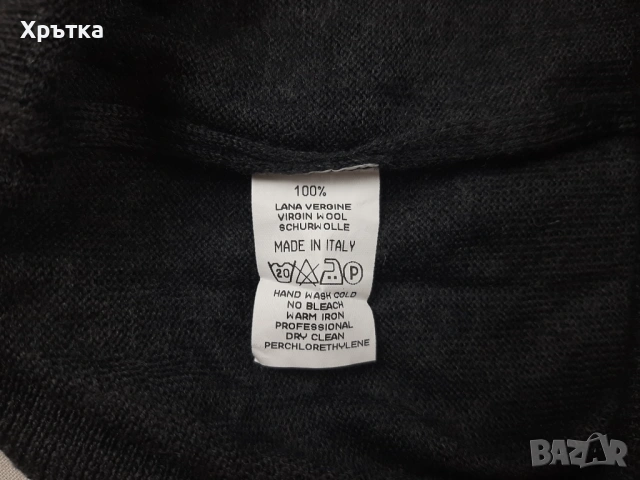 Хрътка
100%
LANA VERGINE
VIRGIN WOOL
SCHURWOLLE
MADE IN ITALY
20 P
HAND WASH COLD
NO BLEACH
WARM IRON
PROFESSIONAL
DRY CLEAN
PERCHLORETHYLENE
BAZAR